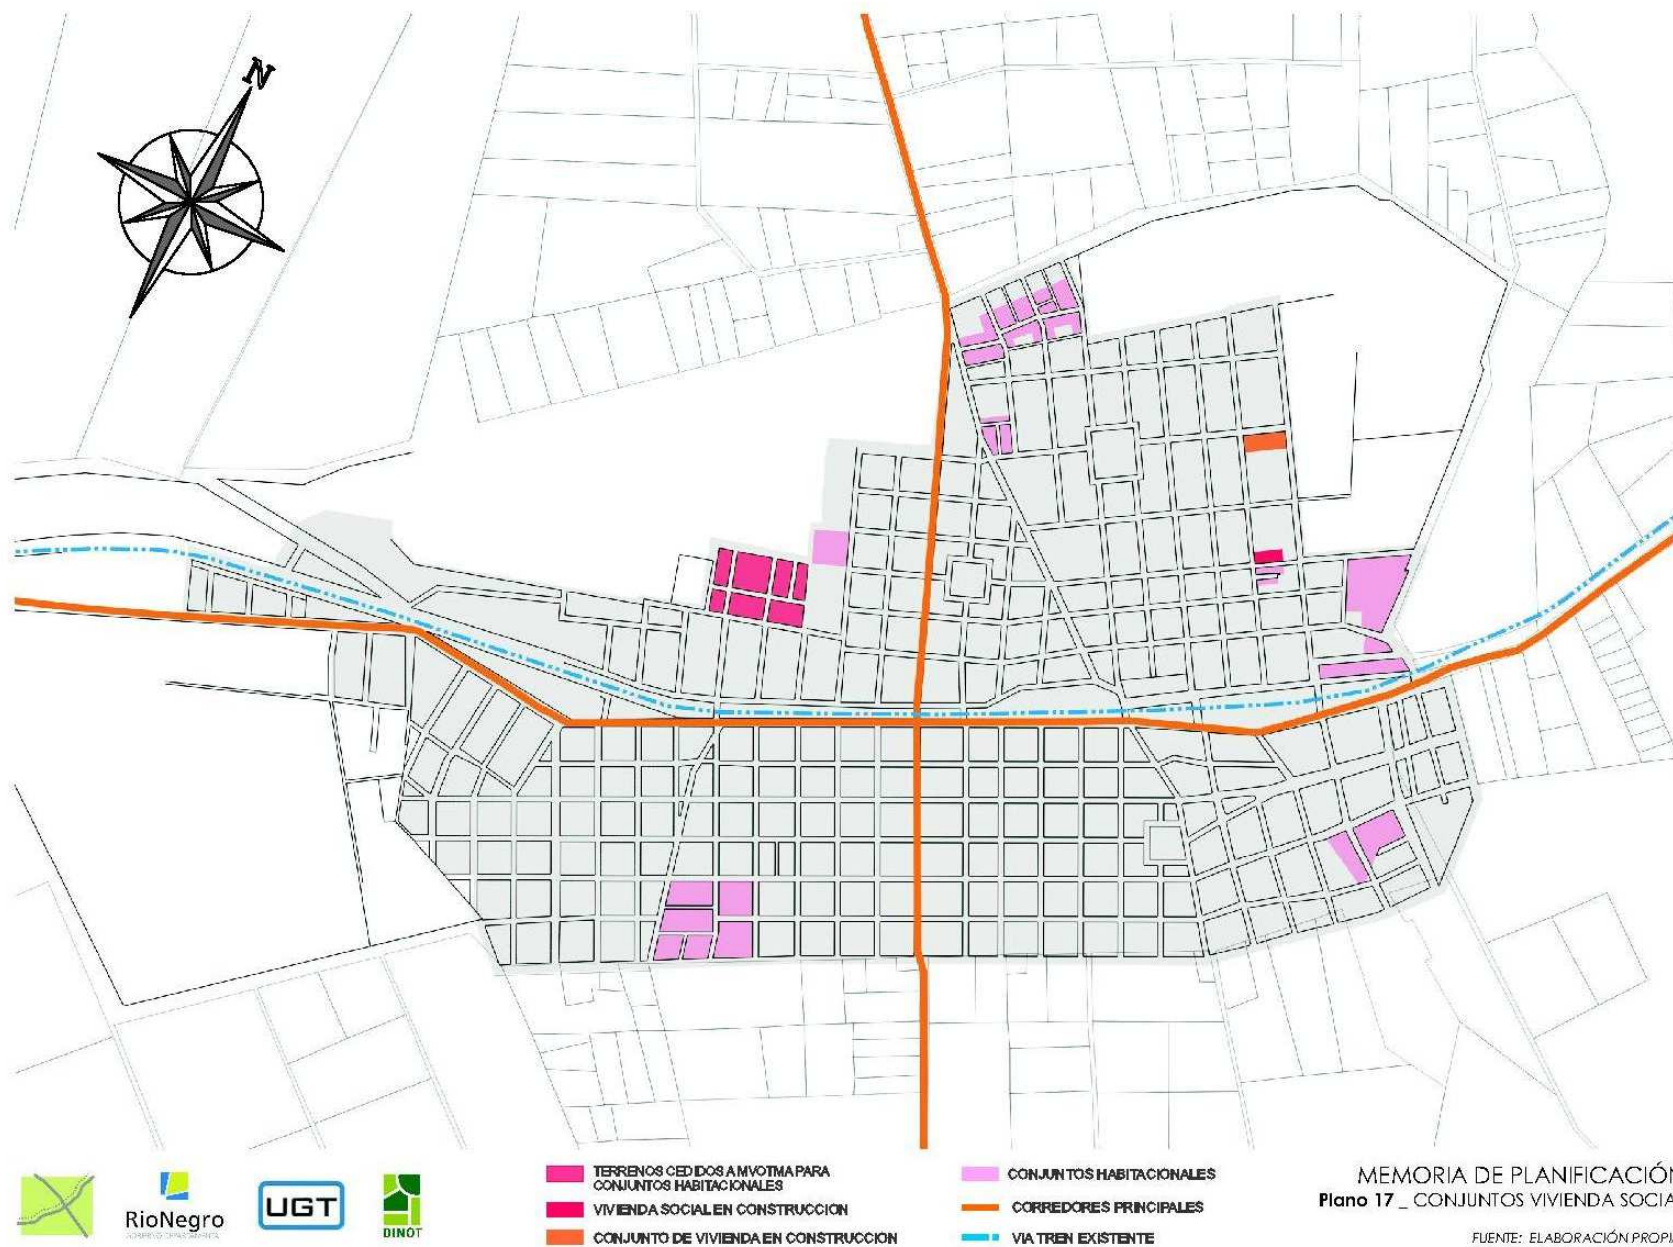 N
RioNegro
UGT
DINOT
TERRENOS CEDIDOS A MVOTMA PARA
CONJUNTOS HABITACIONALES
VIVIENDA SOCIAL EN CONSTRUCCION
CONJUNTO DE VIVIENDA EN CONSTRUCCION
CONJUNTOS HABITACIONALES
CORREDORES PRINCIPALES
VIA TREN EXISTENTE
MEMORIA DE PLANIFICACIÓN
Plano 17 _ CONJUNTOS VIVIENDA SOCIA
FUENTE: ELABORACIÓN PROPI